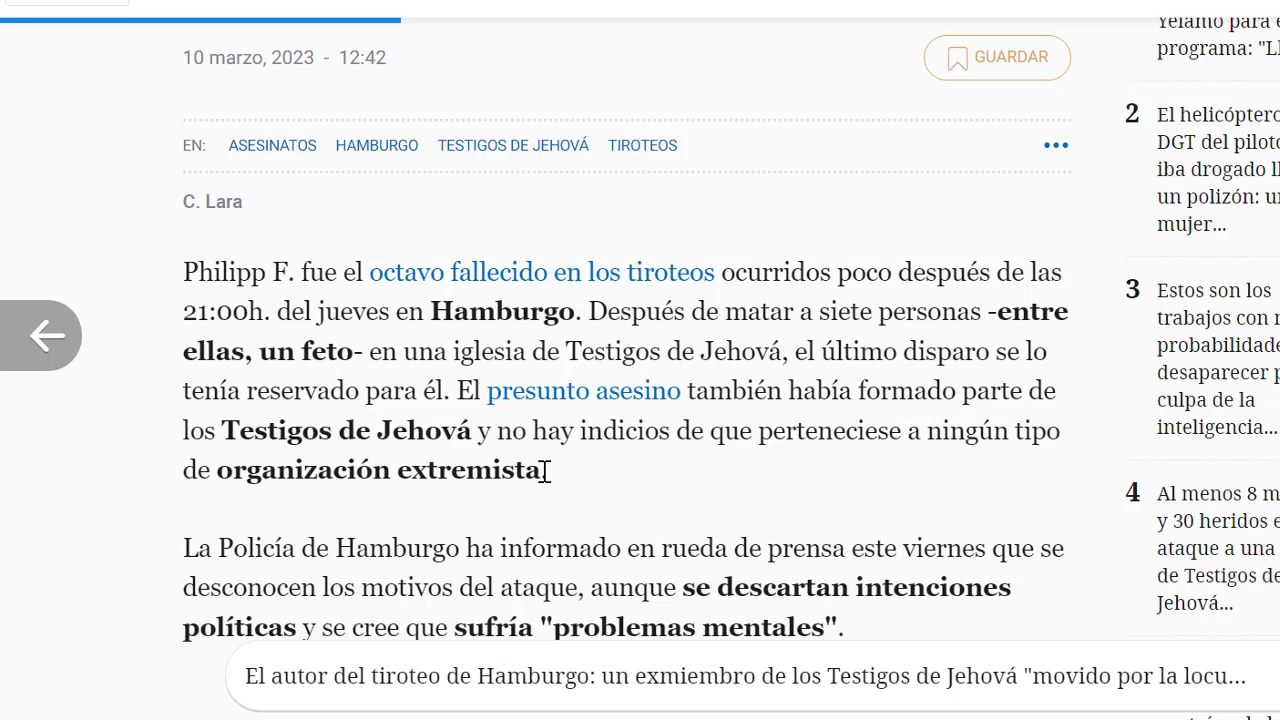 10 marzo, 2023 - 12:42
GUARDAR
EN: ASESINATOS HAMBURGO TESTIGOS DE JEHOVÁ TIROTEOS
C. Lara
Philipp F. fue el octavo fallecido en los tiroteos ocurridos poco después de las
21:00h. del jueves en Hamburgo. Después de matar a siete personas -entre
ellas, un feto- en una iglesia de Testigos de Jehová, el último disparo se lo
tenía reservado para él. El presunto asesino también había formado parte de
los Testigos de Jehová y no hay indicios de que perteneciese a ningún tipo
de organización extremista.
La Policía de Hamburgo ha informado en rueda de prensa este viernes que se
desconocen los motivos del ataque, aunque se descartan intenciones
políticas y se cree que sufría "problemas mentales".
El autor del tiroteo de Hamburgo: un exmiembro de los Testigos de Jehová "movido por la locu...
Yélamo para
programa:
2 El helicóptero
DGT del
iba drogado
un polizón:
mujer...
3 Estos son los
trabajos con
desaparecer
culpa de la
inteligencia...
4 Al menos 8
y 30 heridos
ataque a una
de Testigos de
Jehová...